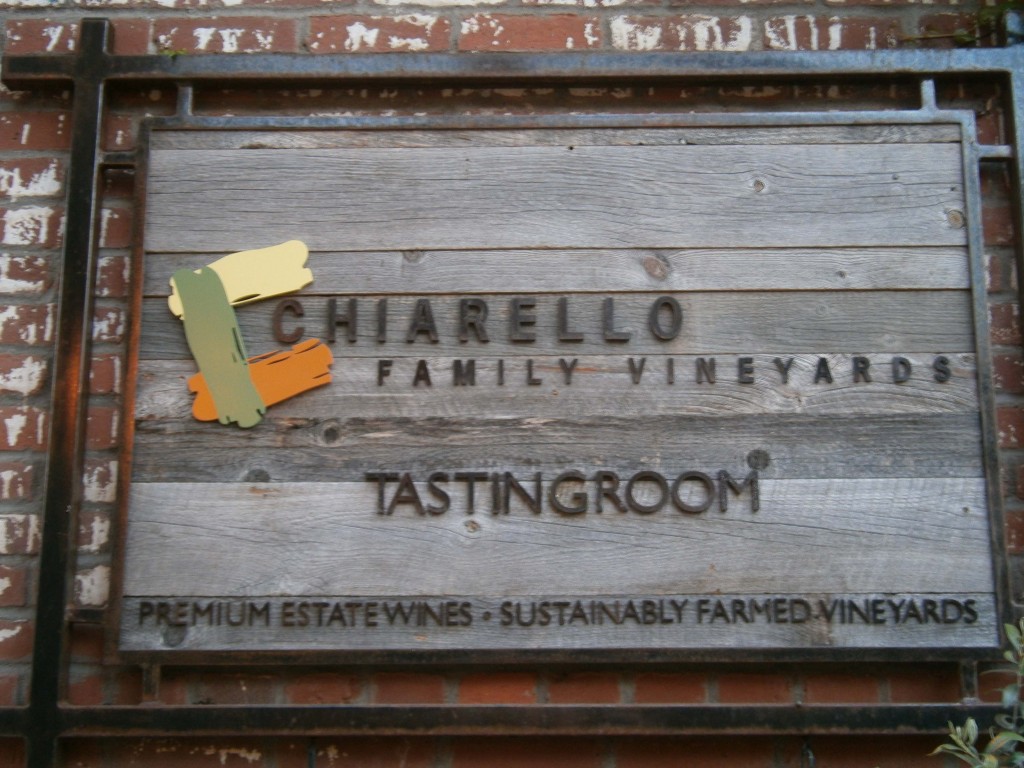 CHIARELLO
FAMILY VINEYARDS
TASTINGROOM
PREMIUM ESTATE WINES • SUSTAINABLY FARMED VINEYARDS